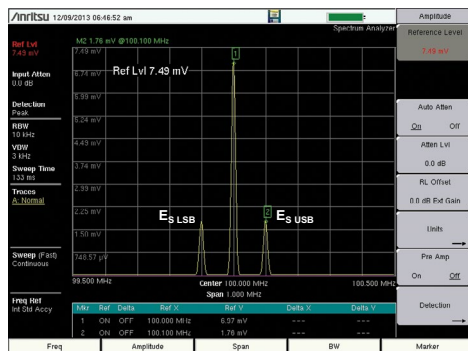 /Inritsu 12/09/2013 06:46:52 am
Spectrum Analyzer
M2 1.76 mV @100.100 MHz
Ref Lvl
7.49 mV
Input Atten
0.0 dB
Detection
Peak
RBW
10 kHz
VBW
3 kHz
Sweep Time
133 ms
Traces
A: Normal
Sweep (Fast)
Continuous
Freq Ref
Int Std Accy
7.49 mV
6.74 mV
5.99 mV
5.24 mV
4.49 mV
3.74 mV
2.99 mV
2.25 mV
1.50 mV
748.57 µV
Ref Lvl 7.49 mV
1
2
ES LSB
ES USB
99.500 MHz
Center 100.000 MHz
100.500 MHz
Span 1.000 MHz
Mkr Ref Delta Ref X Ref Y Delta X Delta Y
1 ON OFF 100.000 MHz 6.97 mV --- ---
2 ON OFF 100.100 MHz 1.76 mV --- ---
Amplitude
Reference Level
7.49 mV
Auto Atten
On Off
Atten Lvl
0.0 dB
RL Offset
0.0 dB Ext Gain
Units
Pre Amp
On Off
Detection
Freq Amplitude Span BW Marker